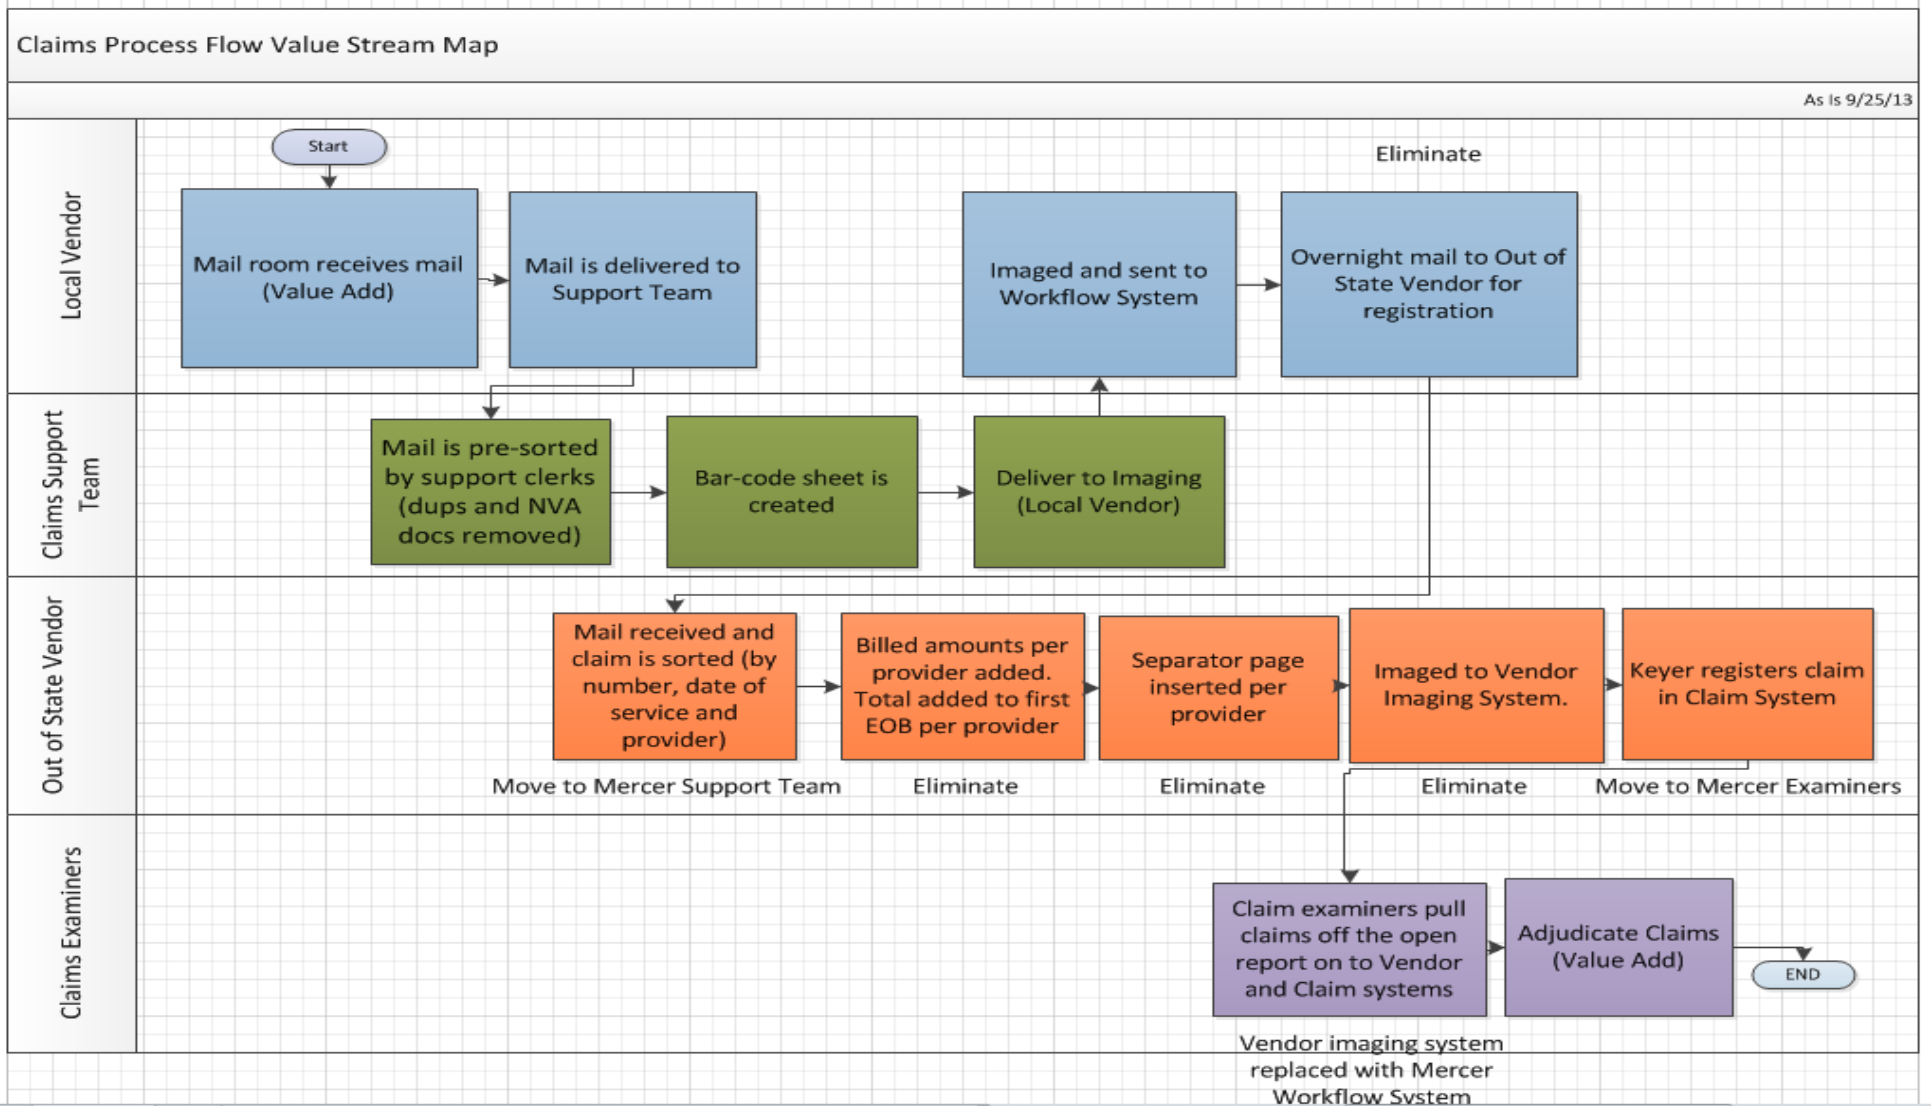 Claims Process Flow Value Stream Map
As Is 9/25/13
Local Vendor
Start
Eliminate
Mail room receives mail
(Value Add)
Mail is delivered to
Support Team
Imaged and sent to
Workflow System
Overnight mail to Out of
State Vendor for
registration
Claims Support
Team
Mail is pre-sorted
by support clerks
(dups and NVA
docs removed)
Bar-code sheet is
created
Deliver to Imaging
(Local Vendor)
Out of State Vendor
Mail received and
claim is sorted (by
number, date of
service and
provider)
Billed amounts per
provider added.
Total added to first
EOB per provider
Separator page
inserted per
provider
Imaged to Vendor
Imaging System.
Keyer registers claim
in Claim System
Move to Mercer Support Team
Eliminate
Eliminate
Eliminate
Move to Mercer Examiners
Claims Examiners
Claim examiners pull
claims off the open
report on to Vendor
and Claim systems
Adjudicate Claims
(Value Add)
END
Vendor imaging system
replaced with Mercer
Workflow System